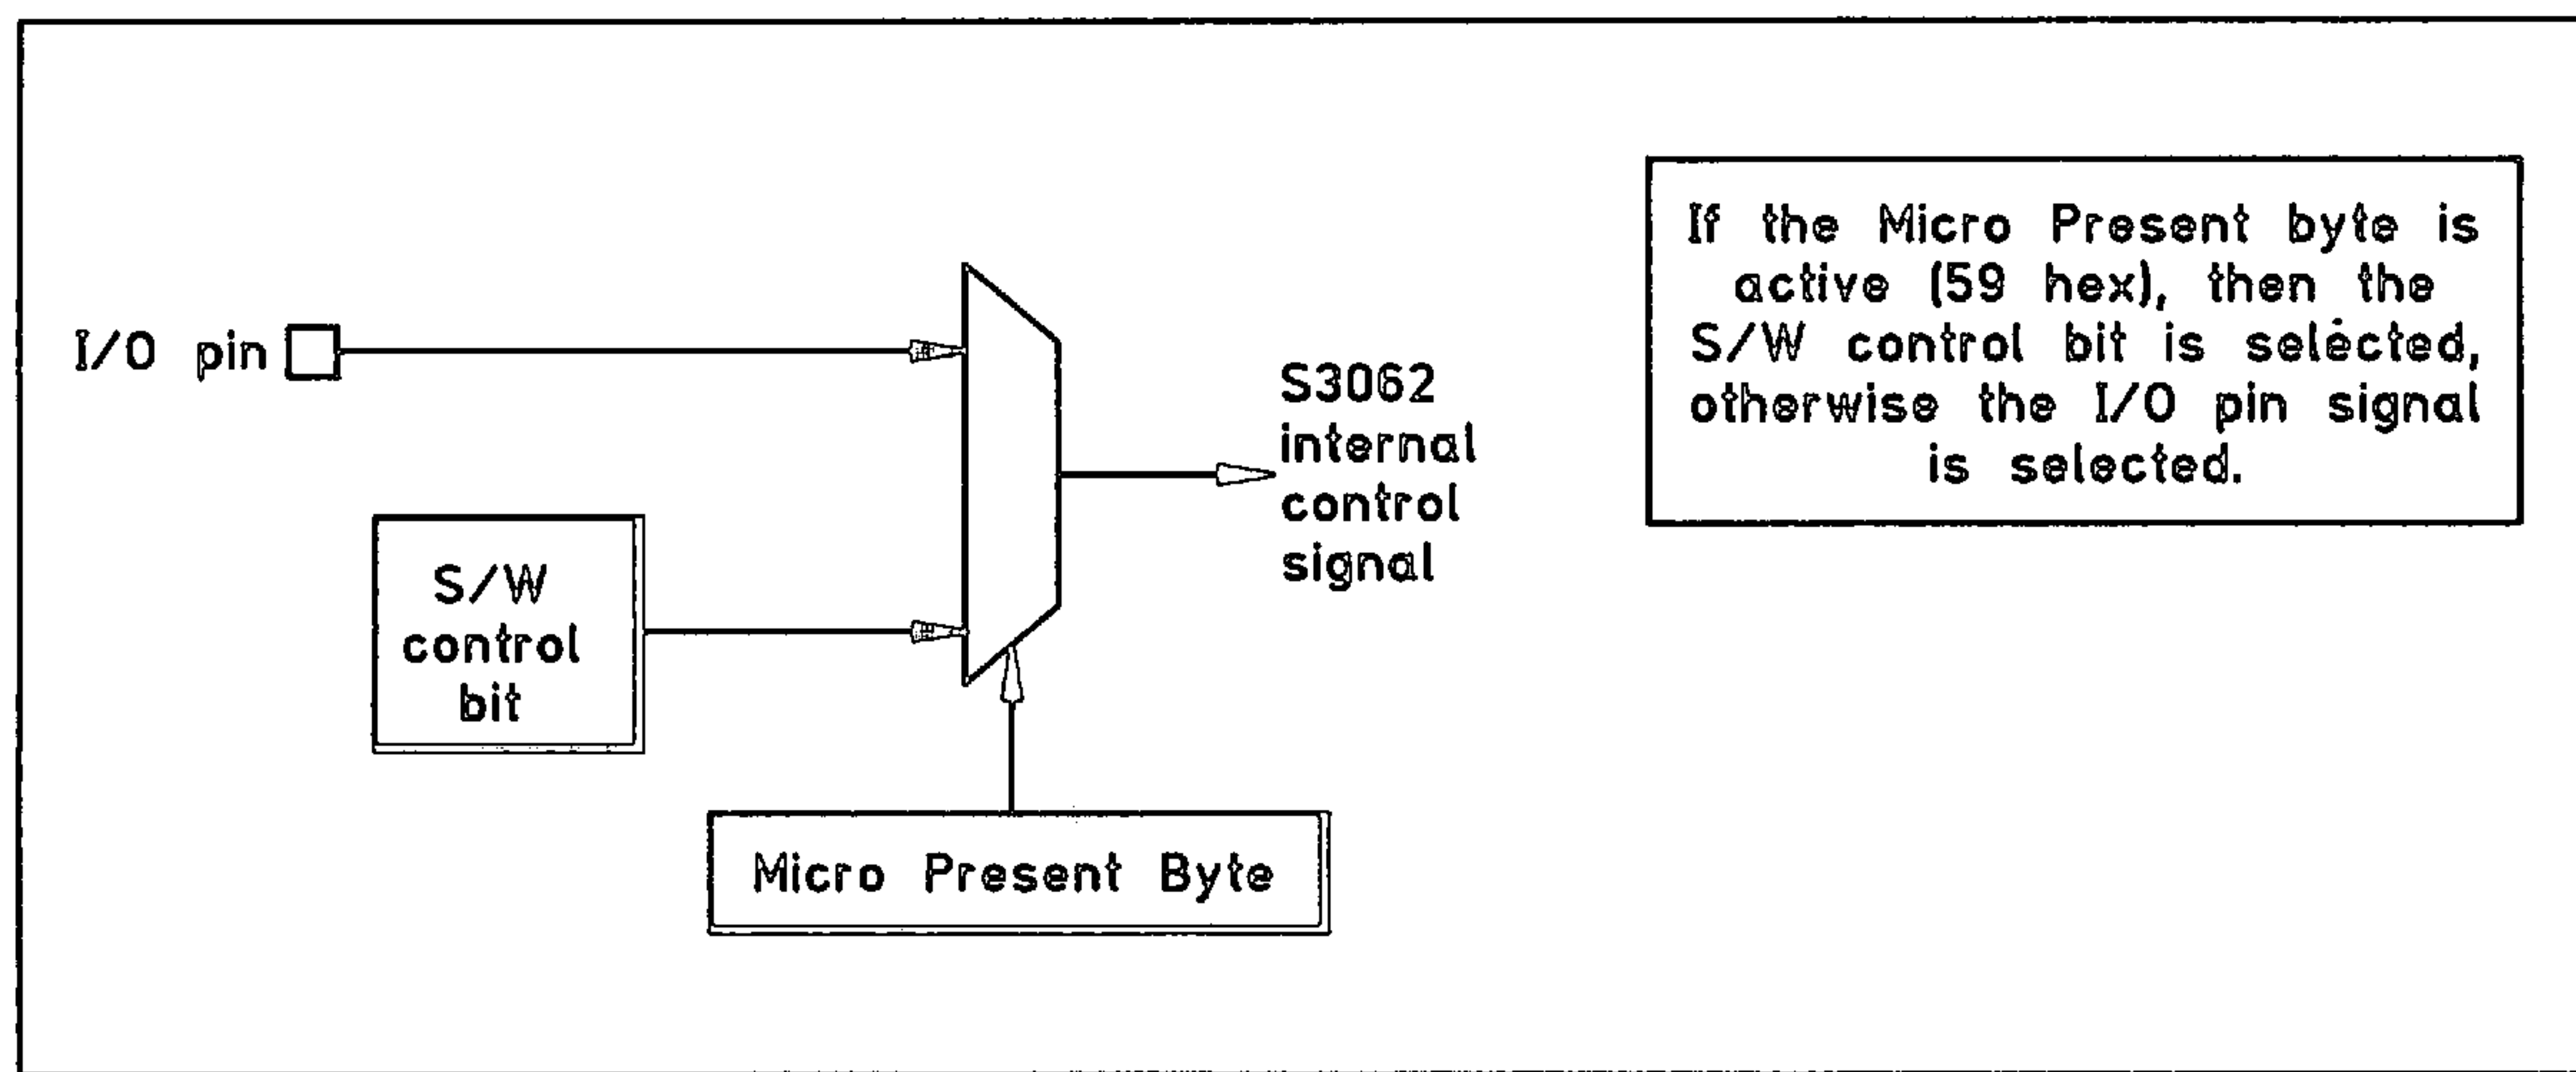 I/O pin
S/W
control
bit
Micro Present Byte
S3062
internal
control
signal
If the Micro Present byte is
active (59 hex), then the
S/W control bit is selected,
otherwise the I/O pin signal
is selected.